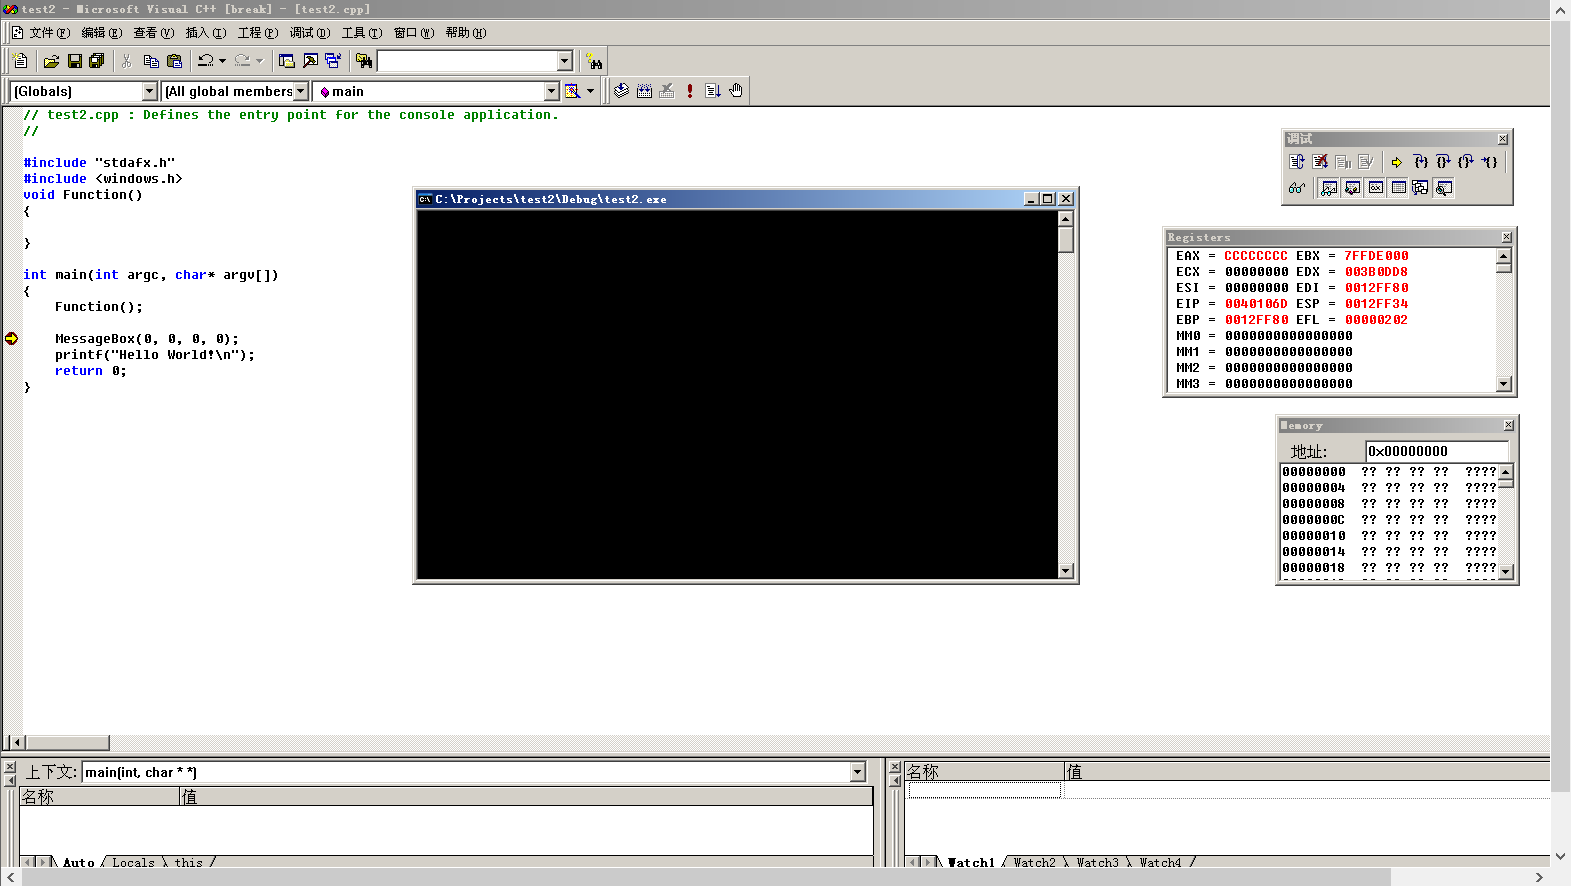 test2 - Microsoft Visual C++ [break] - [test2.cpp]
文件(F) 编辑(E) 查看(V) 插入(I) 工程(P) 调试(D) 工具(T) 窗口(W) 帮助(H)
(Globals) (All global members main
// test2.cpp : Defines the entry point for the console application.
//
#include "stdafx.h"
#include <windows.h>
void Function()
{
}
int main(int argc, char* argv[])
{
Function();
MessageBox(0, 0, 0, 0);
printf("Hello World!\n");
return 0;
}
C:\Projects\test2\Debug\test2.exe
调试
Registers
EAX = CCCCCCCC EBX = 7FFDE000
ECX = 00000000 EDX = 003B0DD8
ESI = 00000000 EDI = 0012FF80
EIP = 0040106D ESP = 0012FF34
EBP = 0012FF80 EFL = 00000202
MM0 = 0000000000000000
MM1 = 0000000000000000
MM2 = 0000000000000000
MM3 = 0000000000000000
Memory
地址: 0x00000000
00000000 ?? ?? ?? ?? ????
00000004 ?? ?? ?? ?? ????
00000008 ?? ?? ?? ?? ????
0000000C ?? ?? ?? ?? ????
00000010 ?? ?? ?? ?? ????
00000014 ?? ?? ?? ?? ????
00000018 ?? ?? ?? ?? ????
上下文: main(int, char * *)
名称 值
Auto Locals this
名称 值
Watch1 Watch2 Watch3 Watch4